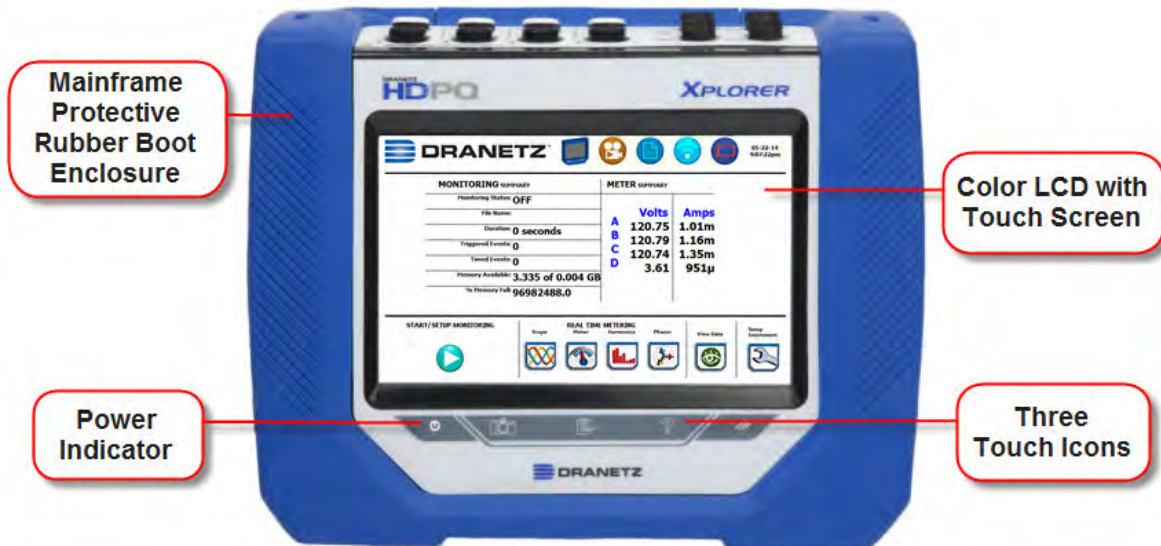 Mainframe
Protective
Rubber Boot
Enclosure
DRANETZ
HDPQ
XPLORER
DRANETZ
05-22-14
9:07:22pm
MONITORING SUMMARY
Monitoring Status: OFF
File Name:
Duration: 0 seconds
Triggered Events: 0
Timed Events: 0
Memory Available: 3.335 of 0.004 GB
% Memory Full: 96982488.0
METER SUMMARY
Volts Amps
A 120.75 1.01m
B 120.79 1.16m
C 120.74 1.35m
D 3.61 951µ
START/SETUP MONITORING
REAL TIME METERING
Scope Meter Harmonics Phasor
View Data
Setup
Instrument
Color LCD with
Touch Screen
Power
Indicator
Three
Touch Icons
DRANETZ